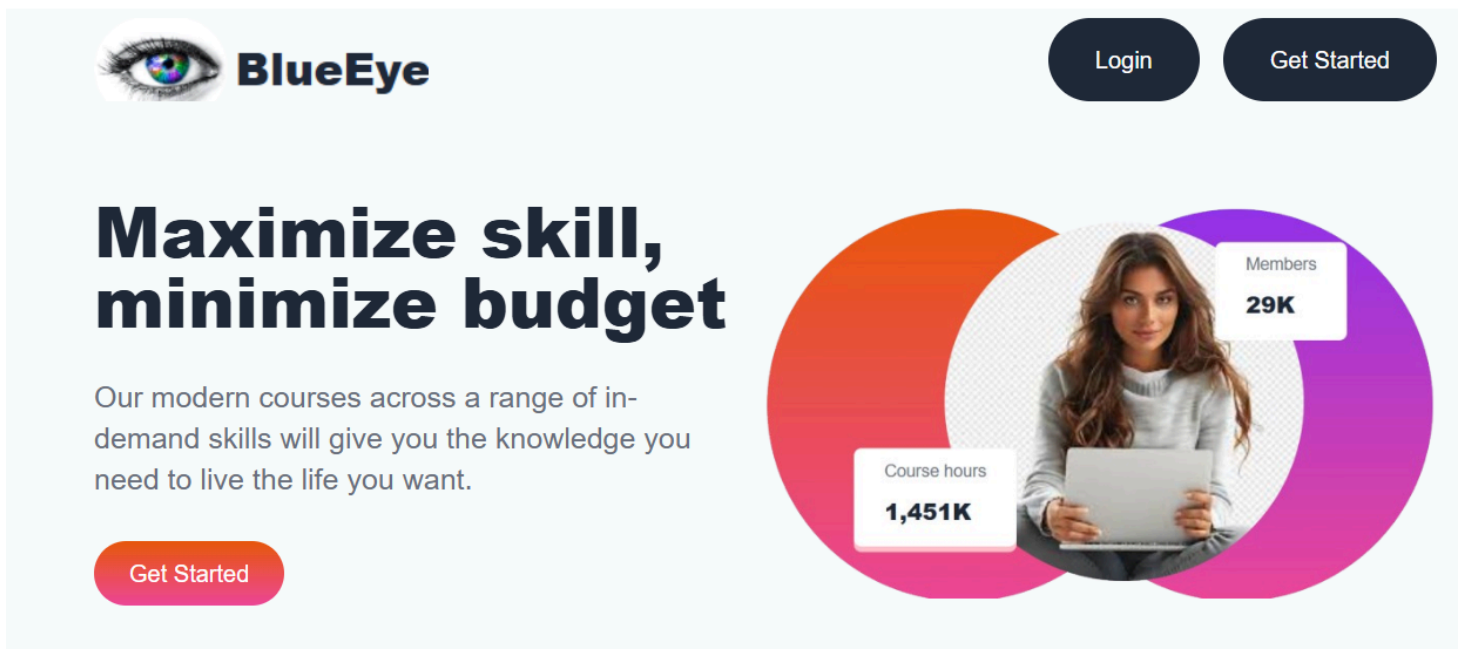 BlueEye
Login
Get Started
Maximize skill,
minimize budget
Our modern courses across a range of in-
demand skills will give you the knowledge you
need to live the life you want.
Get Started
Members
29K
Course hours
1,451K